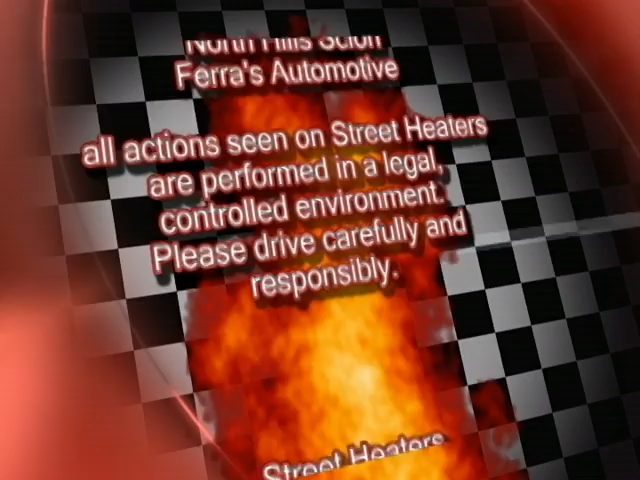 North Hills Scion
Ferra's Automotive
all actions seen on Street Heaters
are performed in a legal,
controlled environment.
Please drive carefully and
responsibly.
Street Heaters